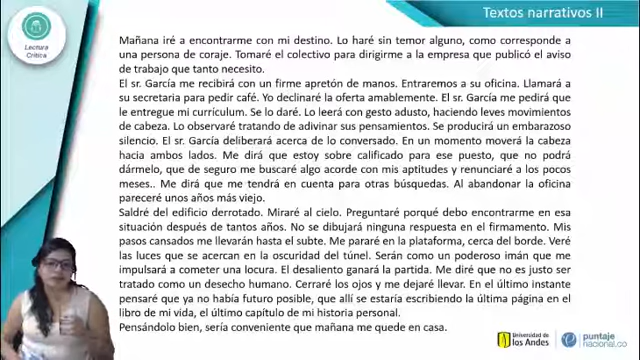 Textos narrativos II
Lectura
Crítica
Mañana iré a encontrarme con mi destino. Lo haré sin temor alguno, como corresponde a
una persona de coraje. Tomaré el colectivo para dirigirme a la empresa que publicó el aviso
de trabajo que tanto necesito.
El sr. García me recibirá con un firme apretón de manos. Entraremos a su oficina. Llamará a
su secretaria para pedir café. Yo declinaré la oferta amablemente. El sr. García me pedirá que
le entregue mi currículum. Se lo daré. Lo leerá con gesto adusto, haciendo leves movimientos
de cabeza. Lo observaré tratando de adivinar sus pensamientos. Se producirá un embarazoso
silencio. El sr. García deliberará acerca de lo conversado. En un momento moverá la cabeza
hacia ambos lados. Me dirá que estoy sobre calificado para ese puesto, que no podrá
dármelo, que de seguro me buscaré algo acorde con mis aptitudes y renunciaré a los pocos
meses.. Me dirá que me tendrá en cuenta para otras búsquedas. Al abandonar la oficina
pareceré unos años más viejo.
Saldré del edificio derrotado. Miraré al cielo. Preguntaré porqué debo encontrarme en esa
situación después de tantos años. No se dibujará ninguna respuesta en el firmamento. Mis
pasos cansados me llevarán hasta el subte. Me pararé en la plataforma, cerca del borde. Veré
las luces que se acercan en la oscuridad del túnel. Serán como un poderoso imán que me
impulsará a cometer una locura. El desaliento ganará la partida. Me diré que no es justo ser
tratado como un desecho humano. Cerraré los ojos y me dejaré llevar. En el último instante
pensaré que ya no había futuro posible, que allí se estaría escribiendo la última página en el
libro de mi vida, el último capítulo de mi historia personal.
Pensándolo bien, sería conveniente que mañana me quede en casa.
Universidad de
los Andes
puntaje
nacional.co